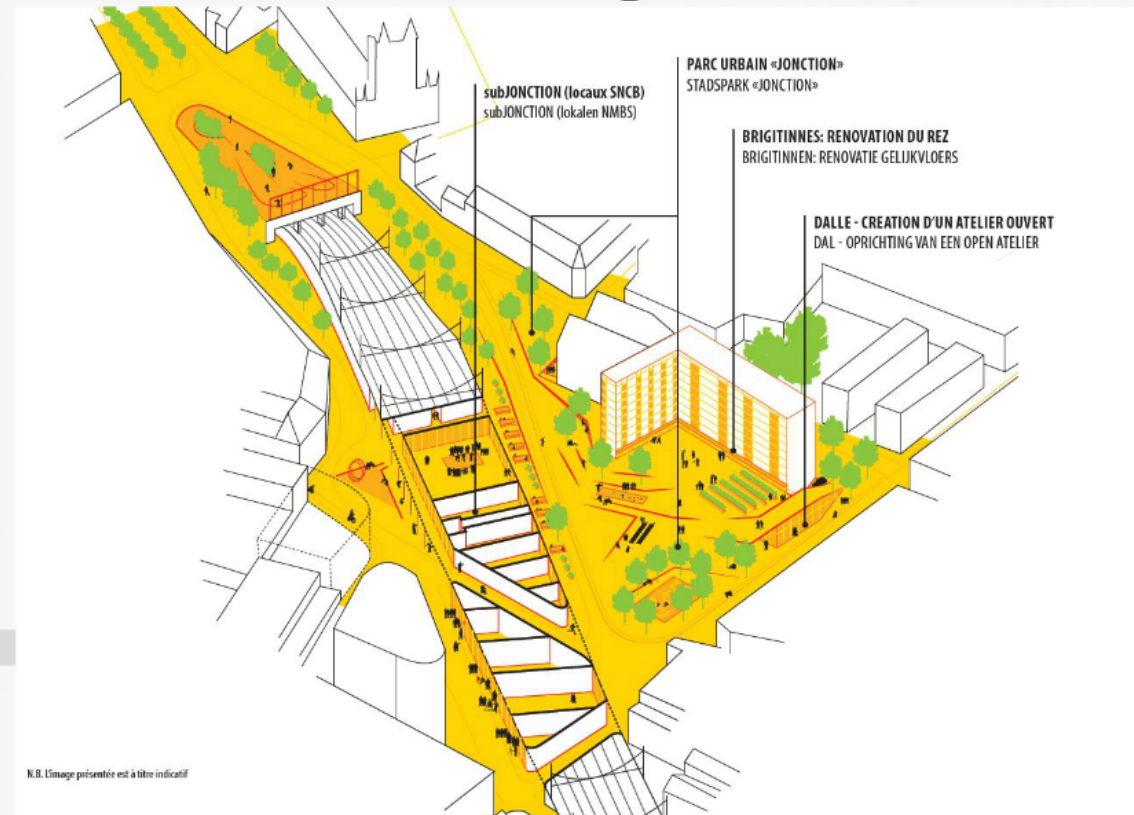 subJONCTION (locaux SNCB)
subJONCTION (lokalen NMBS)
PARC URBAIN «JONCTION»
STADSPARK «JONCTION»
BRIGITINNES: RENOVATION DU REZ
BRIGITINNEN: RENOVATIE GELIJKVLOERS
DALLE - CREATION D'UN ATELIER OUVERT
DAL - OPRICHTING VAN EEN OPEN ATELIER
N.B. L'image présentée est à titre indicatif